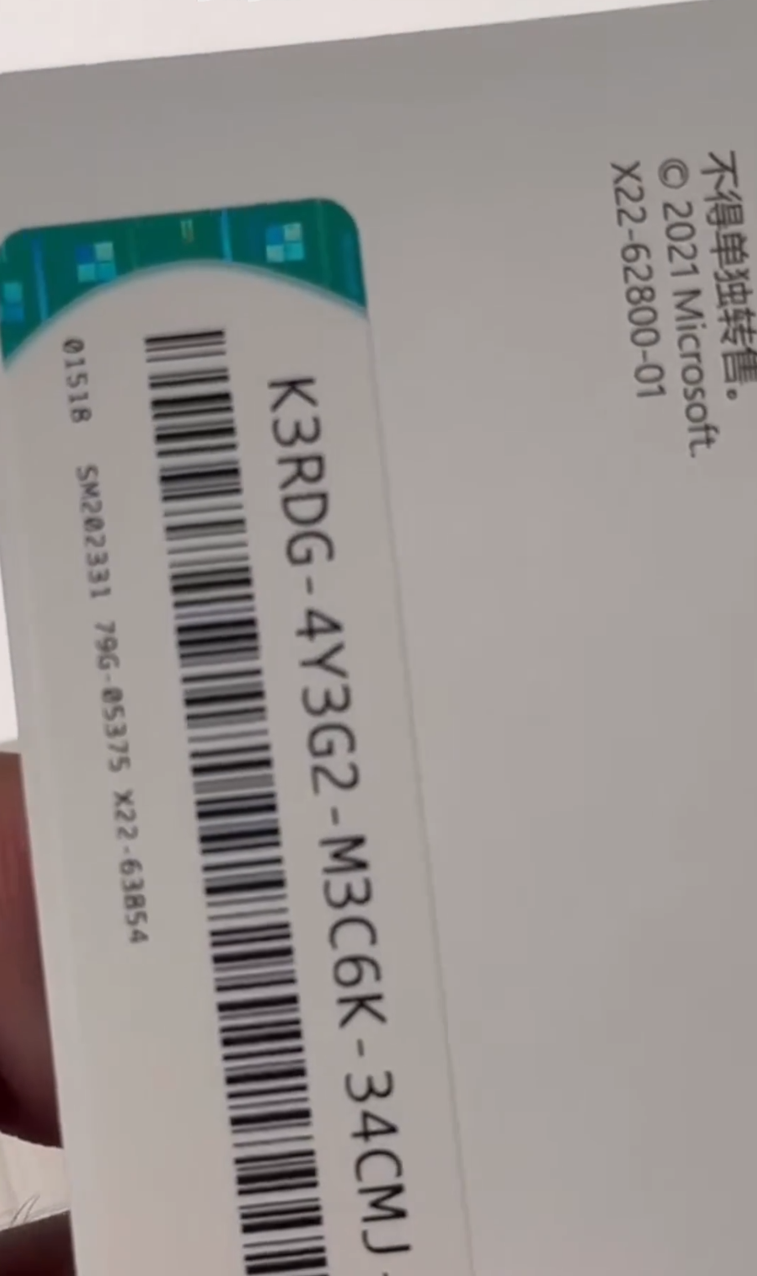 不得单独转售。
© 2021 Microsoft.
X22-62800-01
K3RDG-4Y3G2-M3C6K-34CMJ-
01518 SM202331 79G-05375 X22-63854